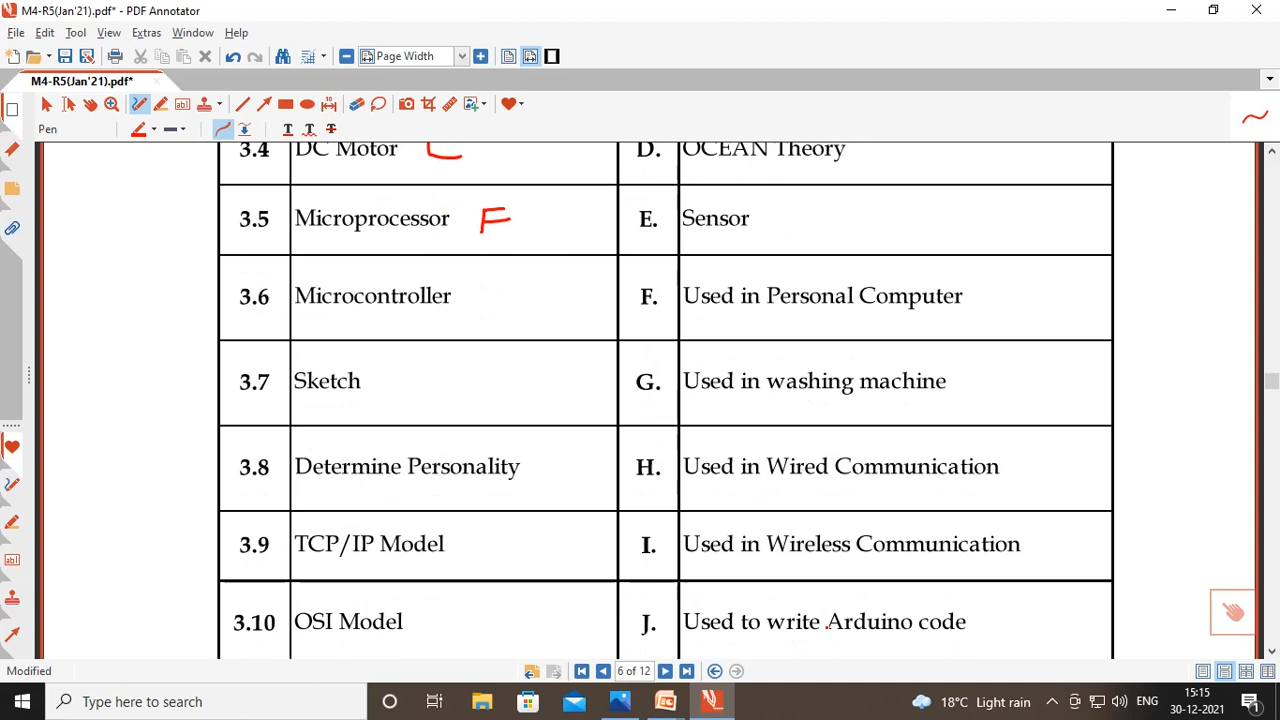 M4-R5(Jan'21).pdf* - PDF Annotator
File Edit Tool View Extras Window Help
Page Width
M4-R5(Jan'21).pdf*
Pen
3.4 DC Motor C D. OCEAN Theory
3.5 Microprocessor F E. Sensor
3.6 Microcontroller F. Used in Personal Computer
3.7 Sketch G. Used in washing machine
3.8 Determine Personality H. Used in Wired Communication
3.9 TCP/IP Model I. Used in Wireless Communication
3.10 OSI Model J. Used to write Arduino code
Modified
6 of 12
Type here to search
18°C Light rain
ENG
15:15
30-12-2021